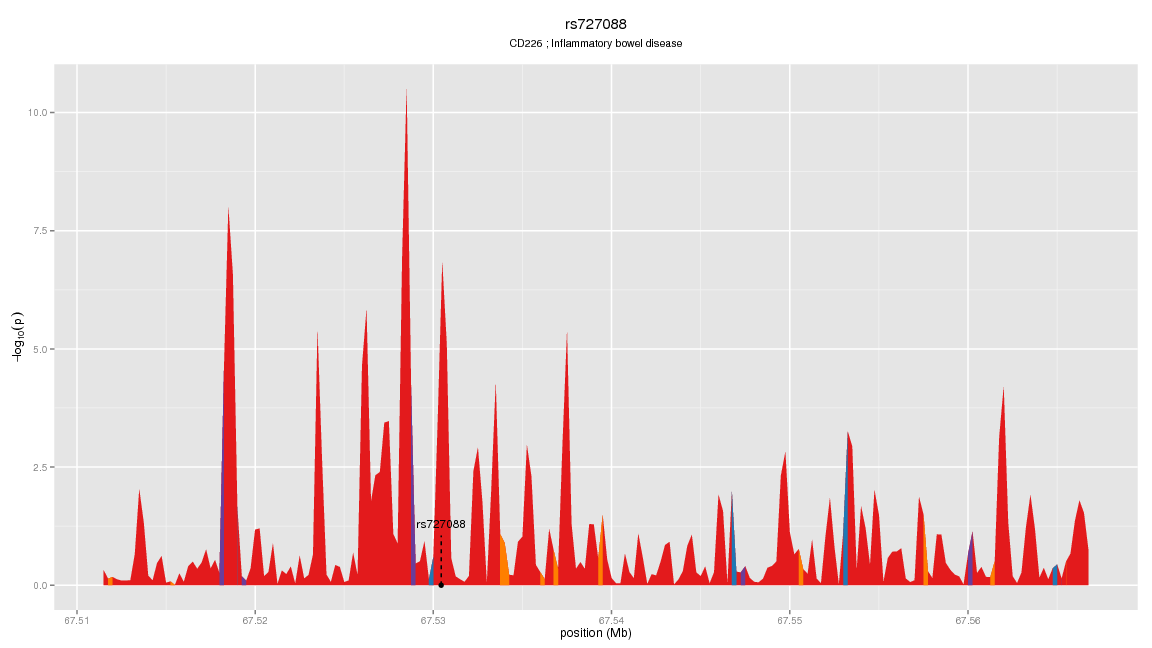 rs727088
CD226 ; Inflammatory bowel disease
−log10(p)
10.0
7.5
5.0
2.5
0.0
rs727088
67.51 67.52 67.53 67.54 67.55 67.56
position (Mb)